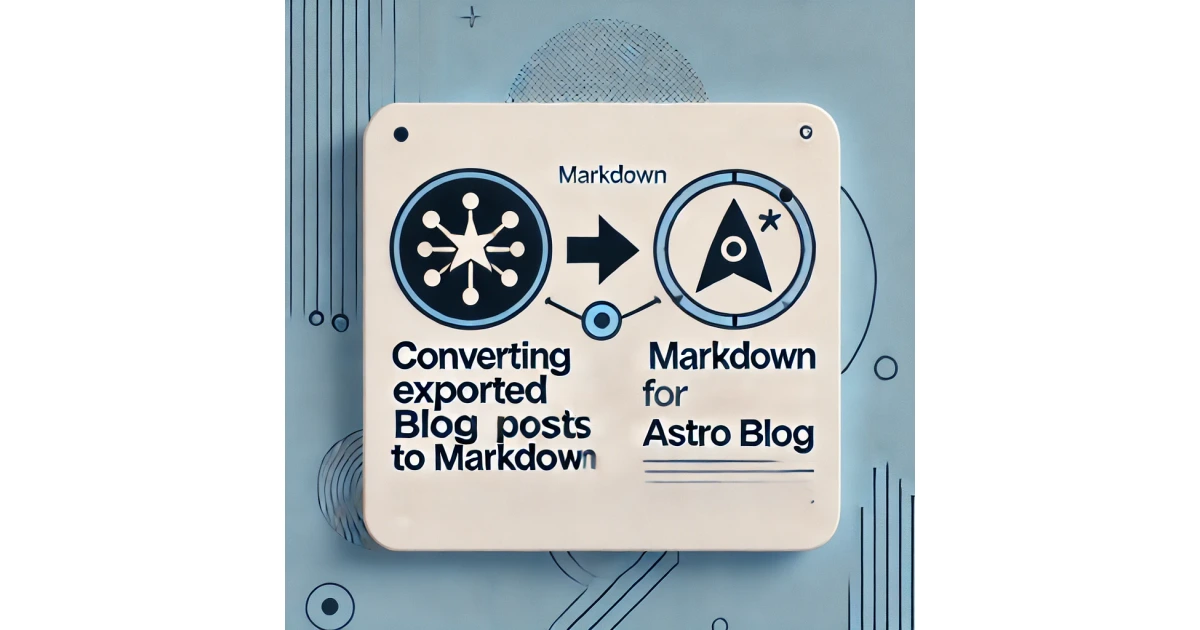 Markdown
Converting
exported
Blog posts
to Markdown
Markdown
for
Astro Blog